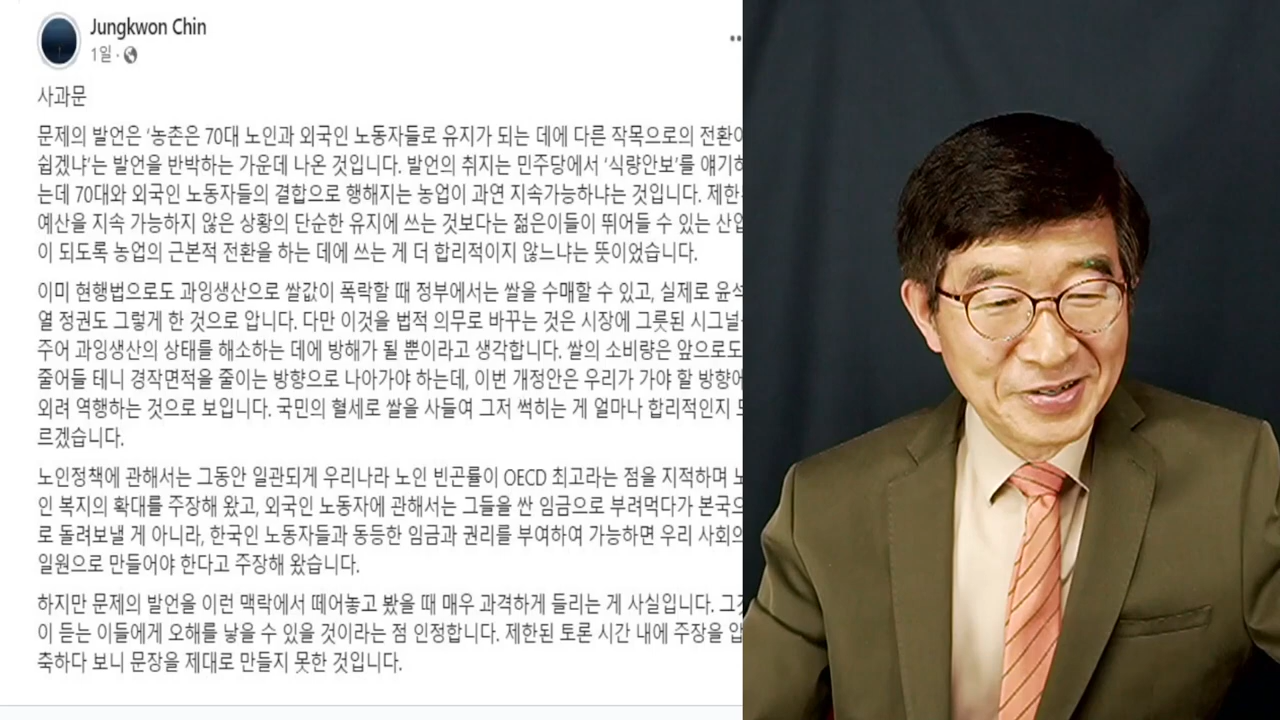 Jungkwon Chin
1일
사과문
문제의 발언은 '농촌은 70대 노인과 외국인 노동자들로 유지가 되는 데에 다른 작목으로의 전환이
쉽겠냐'는 발언을 반박하는 가운데 나온 것입니다. 발언의 취지는 민주당에서 '식량안보'를 얘기하
는데 70대와 외국인 노동자들의 결합으로 행해지는 농업이 과연 지속가능하냐는 것입니다.
예산을 지속 가능하지 않은 상황의 단순한 유지에 쓰는 것보다는 젊은이들이 뛰어들 수 있는 산업
이 되도록 농업의 근본적 전환을 하는 데에 쓰는 게 더 합리적이지 않느냐는 뜻이었습니다.
이미 현행법으로도 과잉생산으로 쌀값이 폭락할 때 정부에서는 쌀을 수매할 수 있고, 실제로 윤석
열 정권도 그렇게 한 것으로 압니다. 다만 이것을 법적 의무로 바꾸는 것은 시장에 그릇된
주어 과잉생산의 상태를 해소하는 데에 방해가 될 뿐이라고 생각합니다. 쌀의 소비량은 앞으로도
줄어들 테니 경작면적을 줄이는 방향으로 나아가야 하는데, 이번 개정안은 우리가 가야 할 방향에
외려 역행하는 것으로 보입니다. 국민의 혈세로 쌀을 사들여 그저 썩히는 게 얼마나 합리적인지
르겠습니다.
노인정책에 관해서는 그동안 일관되게 우리나라 노인 빈곤률이 OECD 최고라는 점을 지적하며
인 복지의 확대를 주장해 왔고, 외국인 노동자에 관해서는 그들을 싼 임금으로 부려먹다가 본국으
로 돌려보낼 게 아니라, 한국인 노동자들과 동등한 임금과 권리를 부여하여 가능하면 우리 사회의
일원으로 만들어야 한다고 주장해 왔습니다.
하지만 문제의 발언을 이런 맥락에서 떼어놓고 봤을 때 매우 과격하게 들리는 게 사실입니다.
이 듣는 이들에게 오해를 낳을 수 있을 것이라는 점 인정합니다. 제한된 토론 시간 내에 주장을 압
축하다 보니 문장을 제대로 만들지 못한 것입니다.